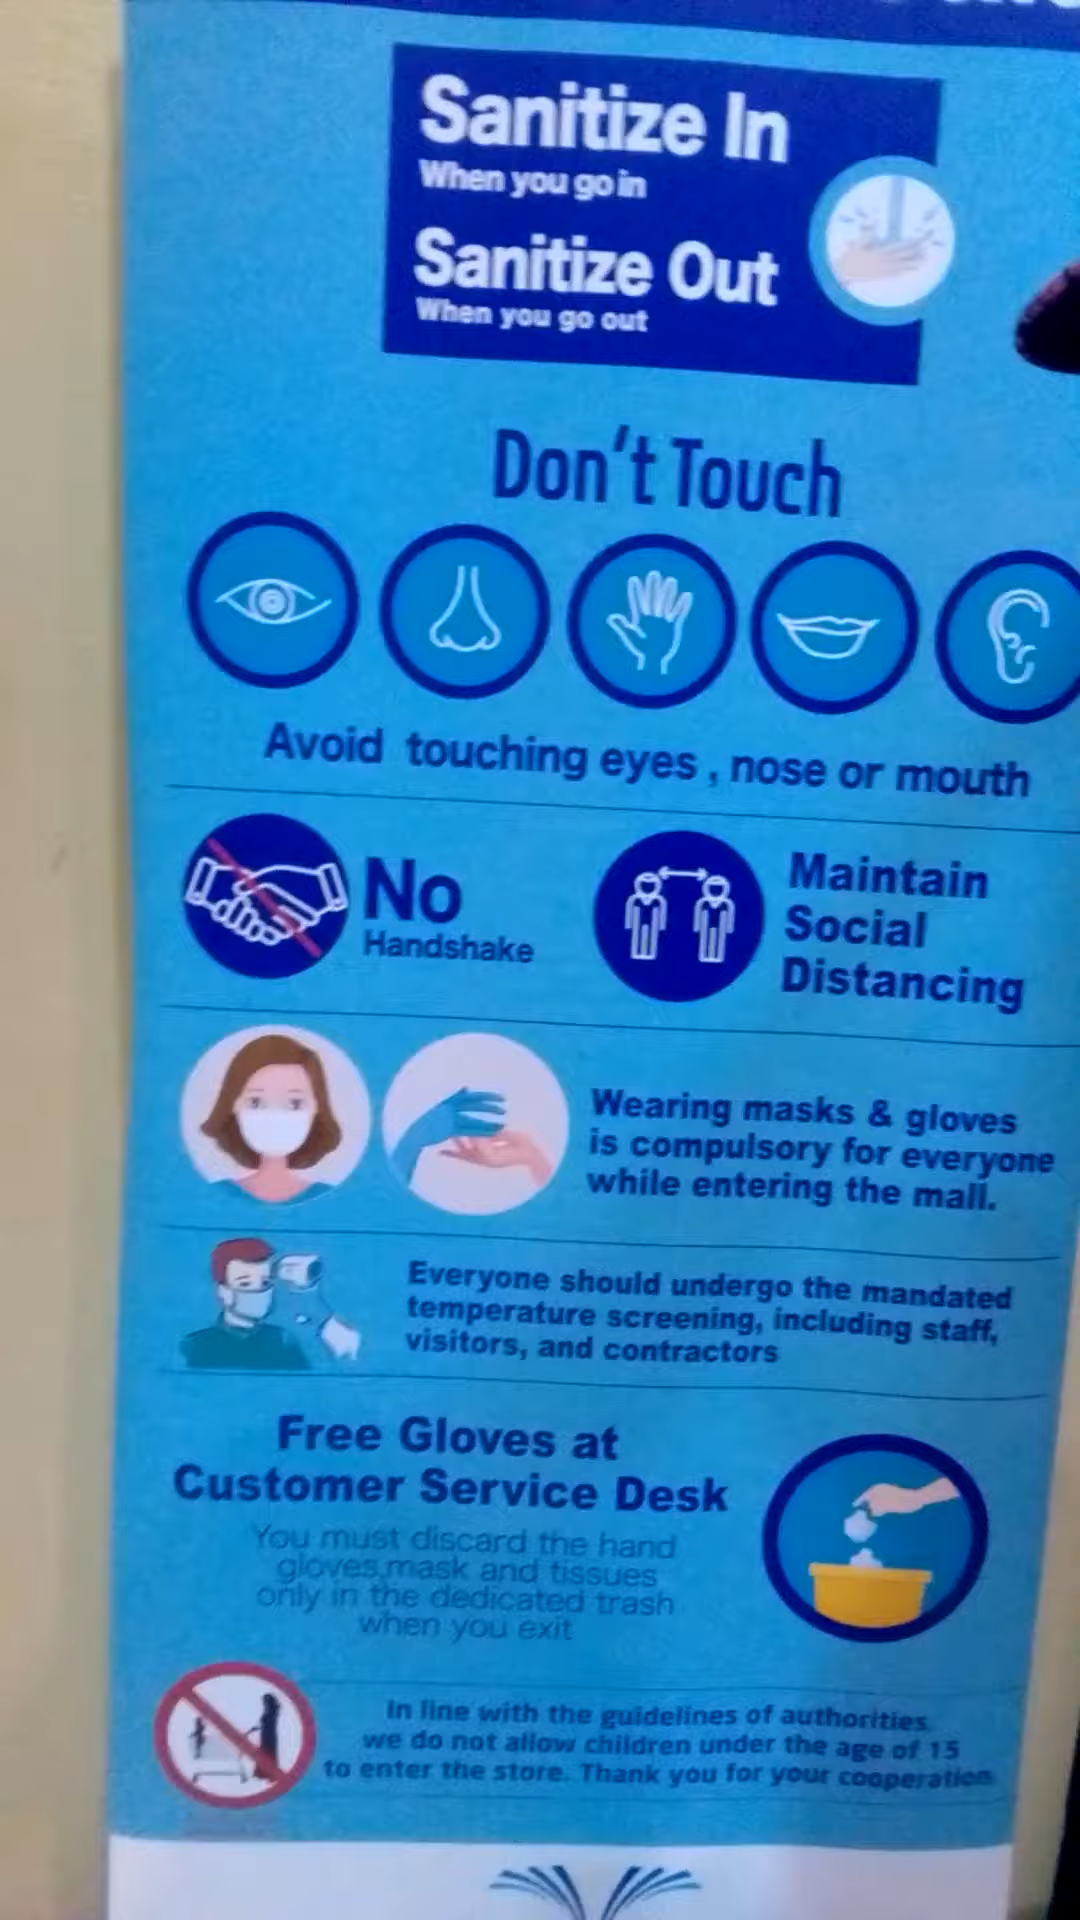 Sanitize In
When you go in
Sanitize Out
When you go out
Don't Touch
Avoid touching eyes , nose or mouth
No
Handshake
Maintain
Social
Distancing
Wearing masks & gloves
is compulsory for everyone
while entering the mall.
Everyone should undergo the mandated
temperature screening, including staff,
visitors, and contractors
Free Gloves at
Customer Service Desk
You must discard the hand
gloves,mask and tissues
only in the dedicated trash
when you exit
In line with the guidelines of authorities
we do not allow children under the age of 15
to enter the store. Thank you for your cooperation